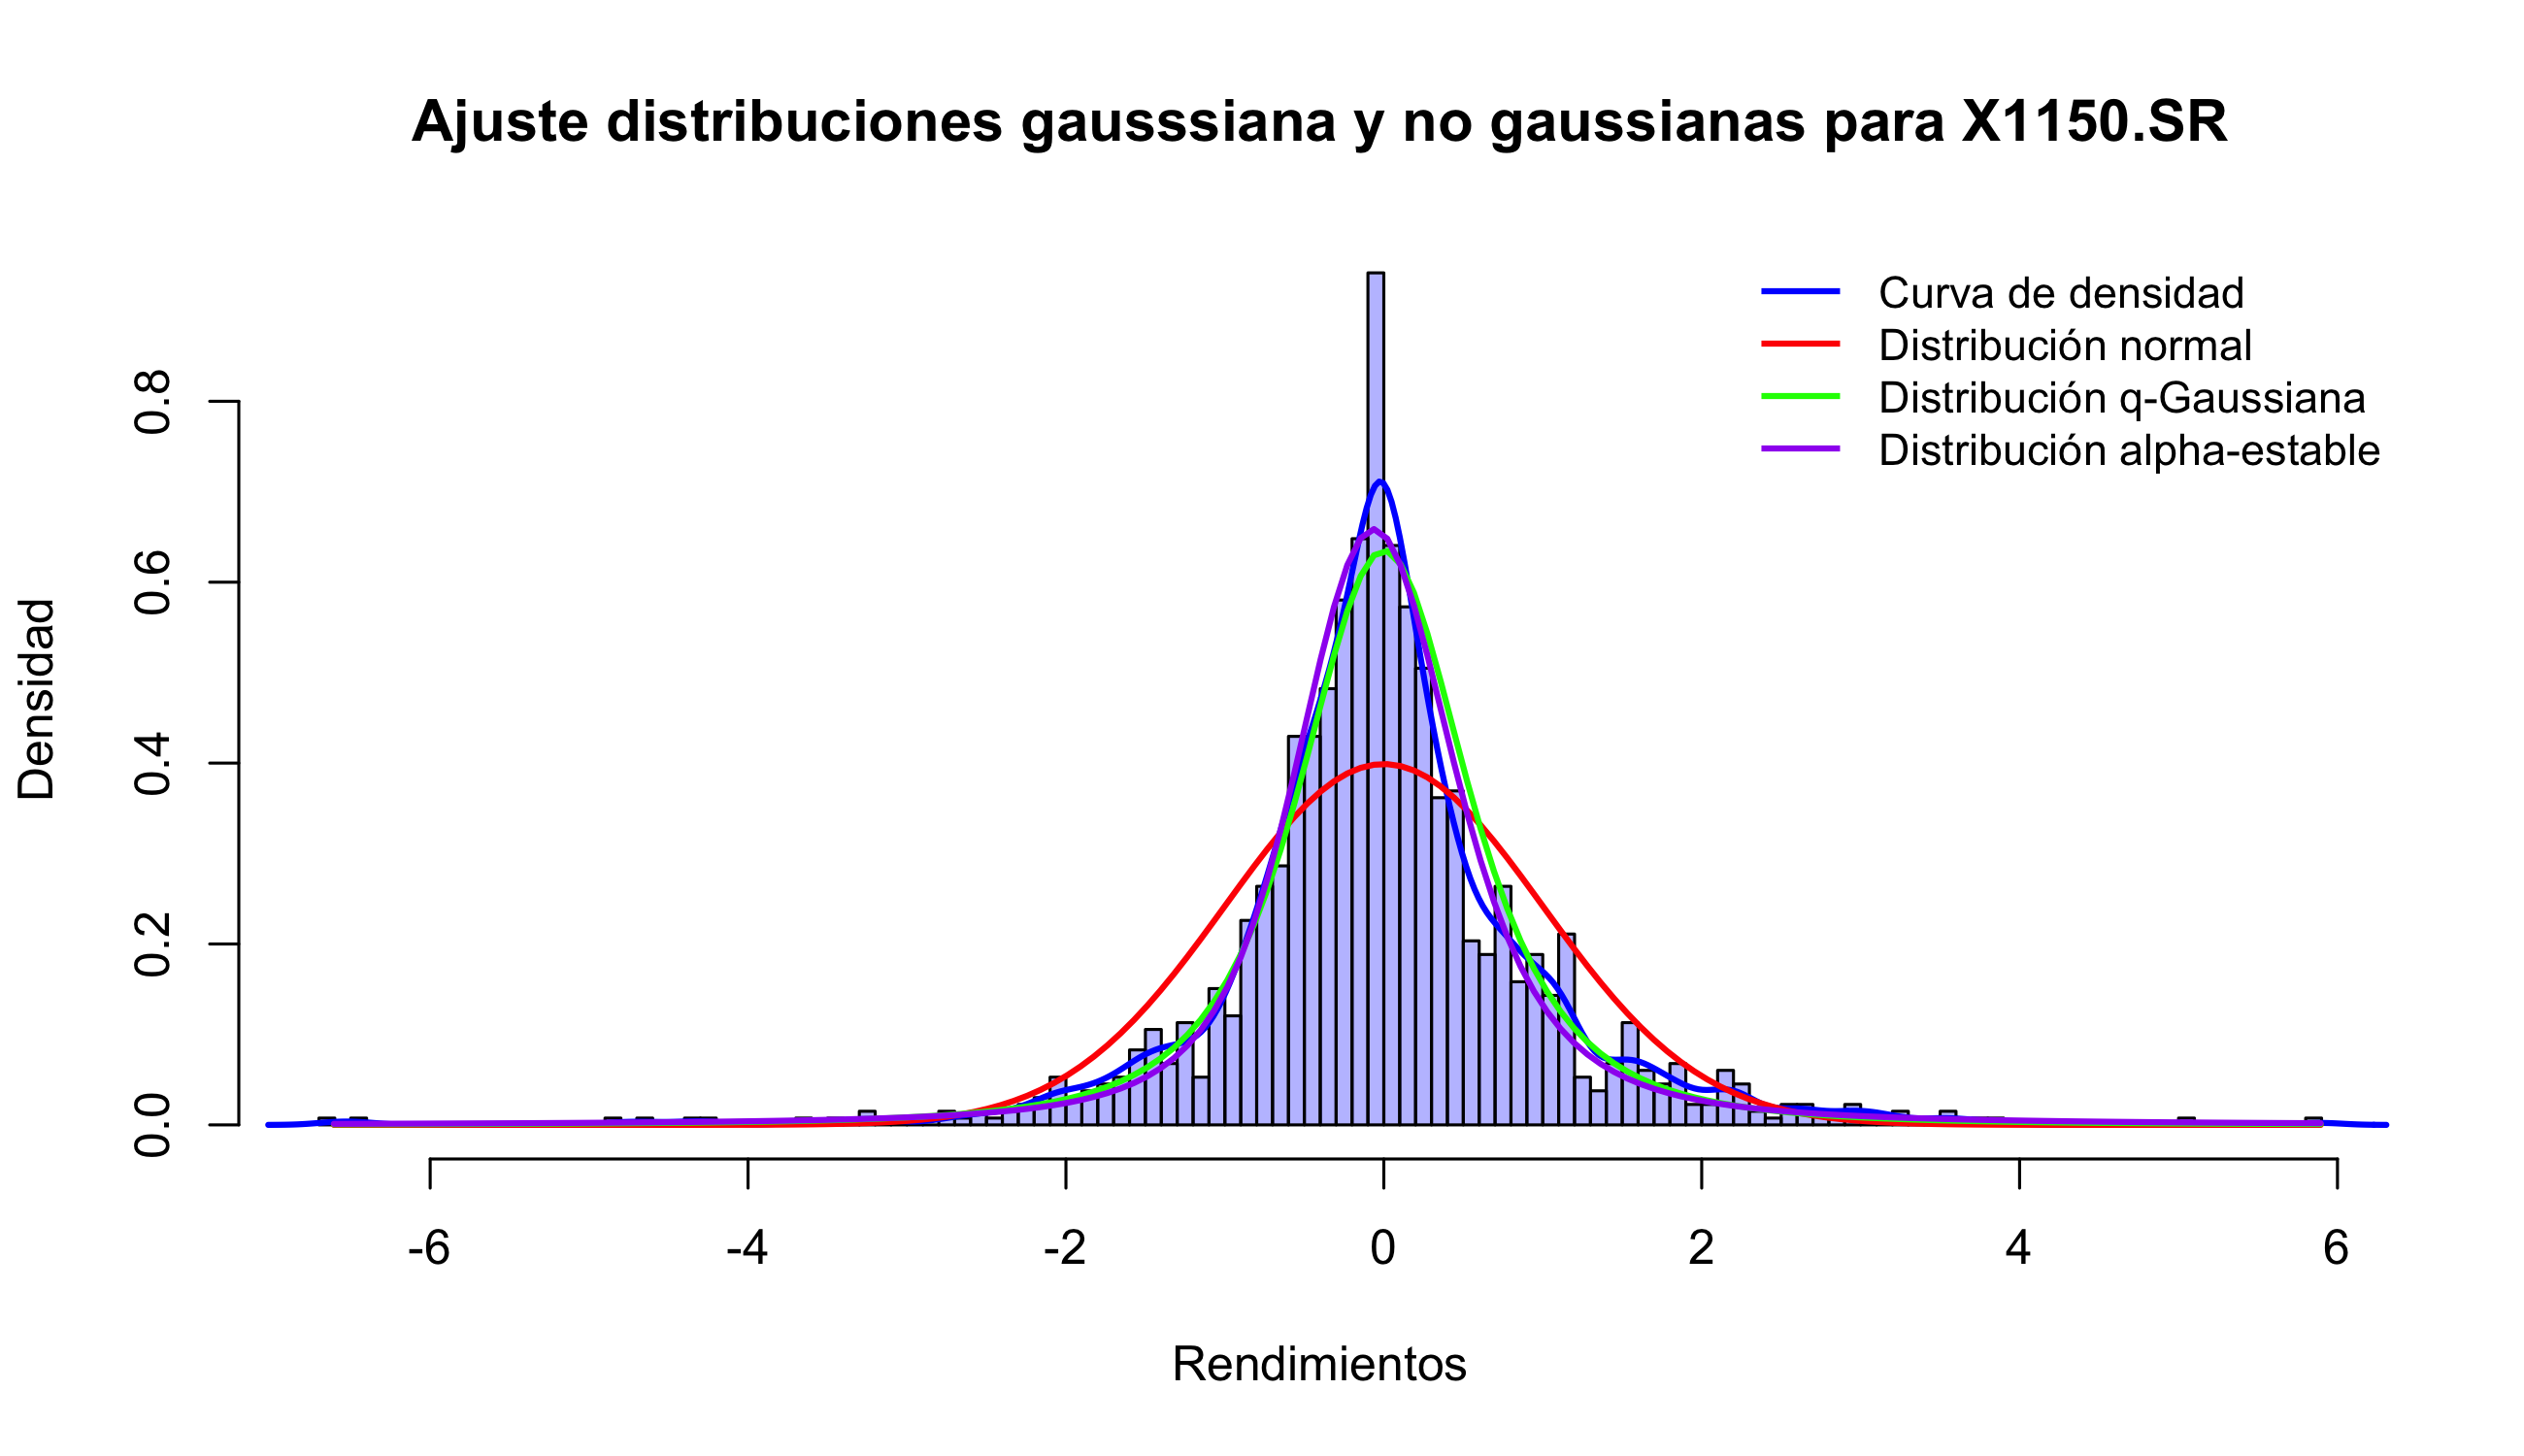 Ajuste distribuciones gausssiana y no gaussianas para X1150.SR
Curva de densidad
Distribución normal
Distribución q-Gaussiana
Distribución alpha-estable
Densidad
0.8
0.6
0.4
0.2
0.0
-6 -4 -2 0 2 4 6
Rendimientos